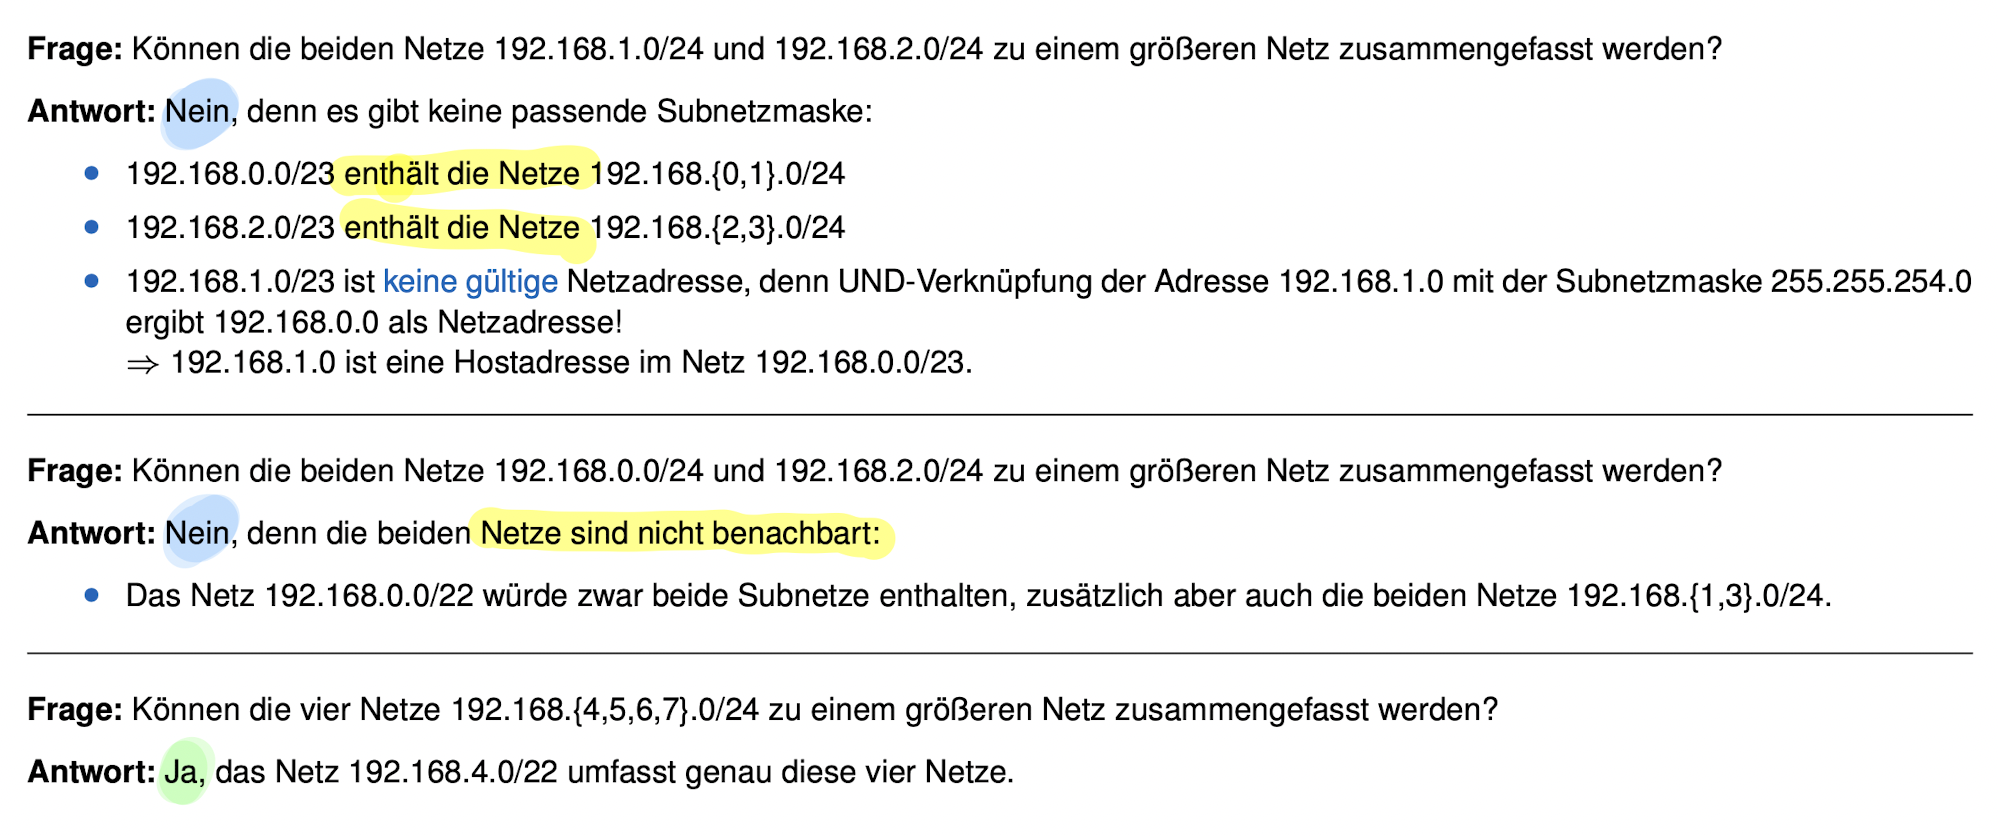 Frage: Können die beiden Netze 192.168.1.0/24 und 192.168.2.0/24 zu einem größeren Netz zusammengefasst werden?
Antwort: Nein, denn es gibt keine passende Subnetzmaske:
• 192.168.0.0/23 enthält die Netze 192.168.{0,1}.0/24
• 192.168.2.0/23 enthält die Netze 192.168.{2,3}.0/24
• 192.168.1.0/23 ist keine gültige Netzadresse, denn UND-Verknüpfung der Adresse 192.168.1.0 mit der Subnetzmaske 255.255.254.0
ergibt 192.168.0.0 als Netzadresse!
⇒ 192.168.1.0 ist eine Hostadresse im Netz 192.168.0.0/23.
Frage: Können die beiden Netze 192.168.0.0/24 und 192.168.2.0/24 zu einem größeren Netz zusammengefasst werden?
Antwort: Nein, denn die beiden Netze sind nicht benachbart:
• Das Netz 192.168.0.0/22 würde zwar beide Subnetze enthalten, zusätzlich aber auch die beiden Netze 192.168.{1,3}.0/24.
Frage: Können die vier Netze 192.168.{4,5,6,7}.0/24 zu einem größeren Netz zusammengefasst werden?
Antwort: Ja, das Netz 192.168.4.0/22 umfasst genau diese vier Netze.